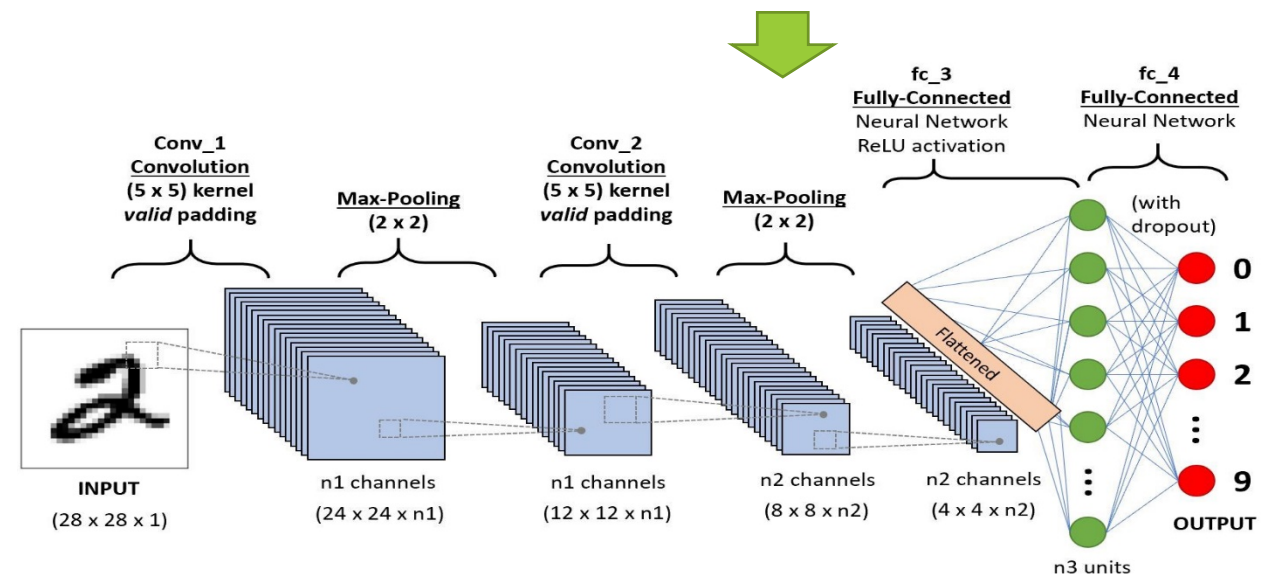 Conv_1
Convolution
(5 x 5) kernel
valid padding
Max-Pooling
(2 x 2)
Conv_2
Convolution
(5 x 5) kernel
valid padding
Max-Pooling
(2 x 2)
fc_3
Fully-Connected
Neural Network
ReLU activation
fc_4
Fully-Connected
Neural Network
(with
dropout)
Flattened
0
1
2
⋮
9
OUTPUT
⋮
n3 units
2
INPUT
(28 x 28 x 1)
n1 channels
(24 x 24 x n1)
n1 channels
(12 x 12 x n1)
n2 channels
(8 x 8 x n2)
n2 channels
(4 x 4 x n2)